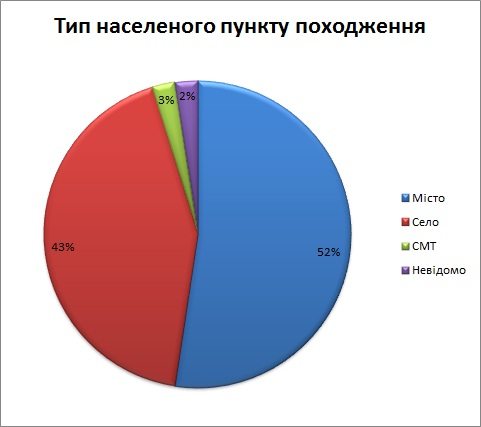 Тип населеного пункту походження
3%
2%
43%
52%
Місто
Село
СМТ
Невідомо